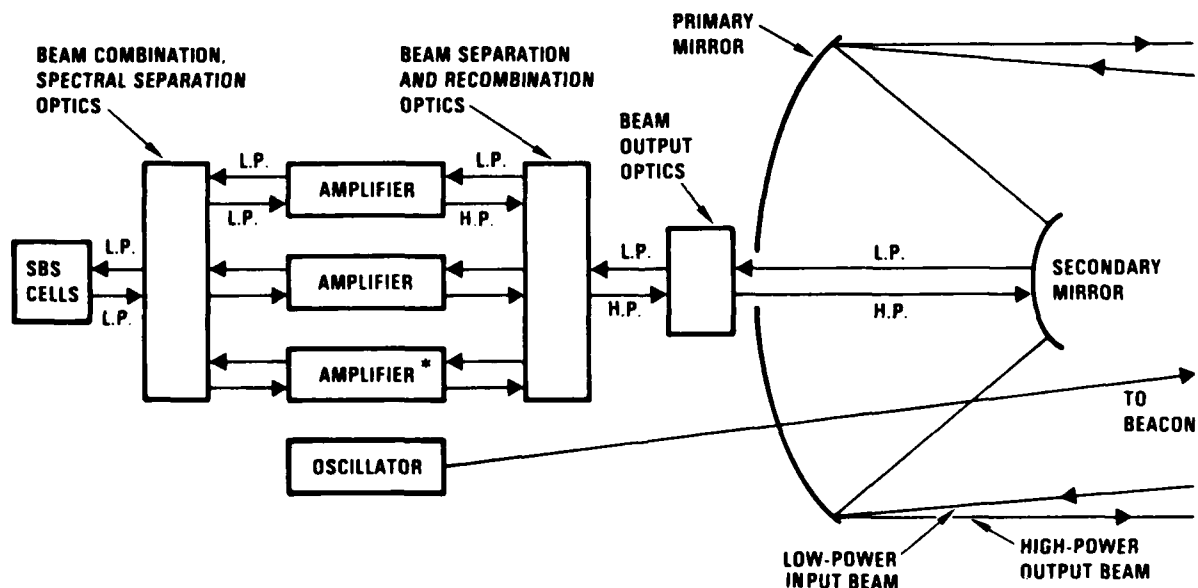 PRIMARY
MIRROR
BEAM COMBINATION,
SPECTRAL SEPARATION
OPTICS
BEAM SEPARATION
AND RECOMBINATION
OPTICS
BEAM
OUTPUT
OPTICS
L.P.
L.P.
AMPLIFIER
L.P.
H.P.
L.P.
SBS
CELLS
L.P.
AMPLIFIER
L.P.
H.P.
L.P.
H.P.
SECONDARY
MIRROR
AMPLIFIER *
TO
BEACON
OSCILLATOR
LOW-POWER
INPUT BEAM
HIGH-POWER
OUTPUT BEAM